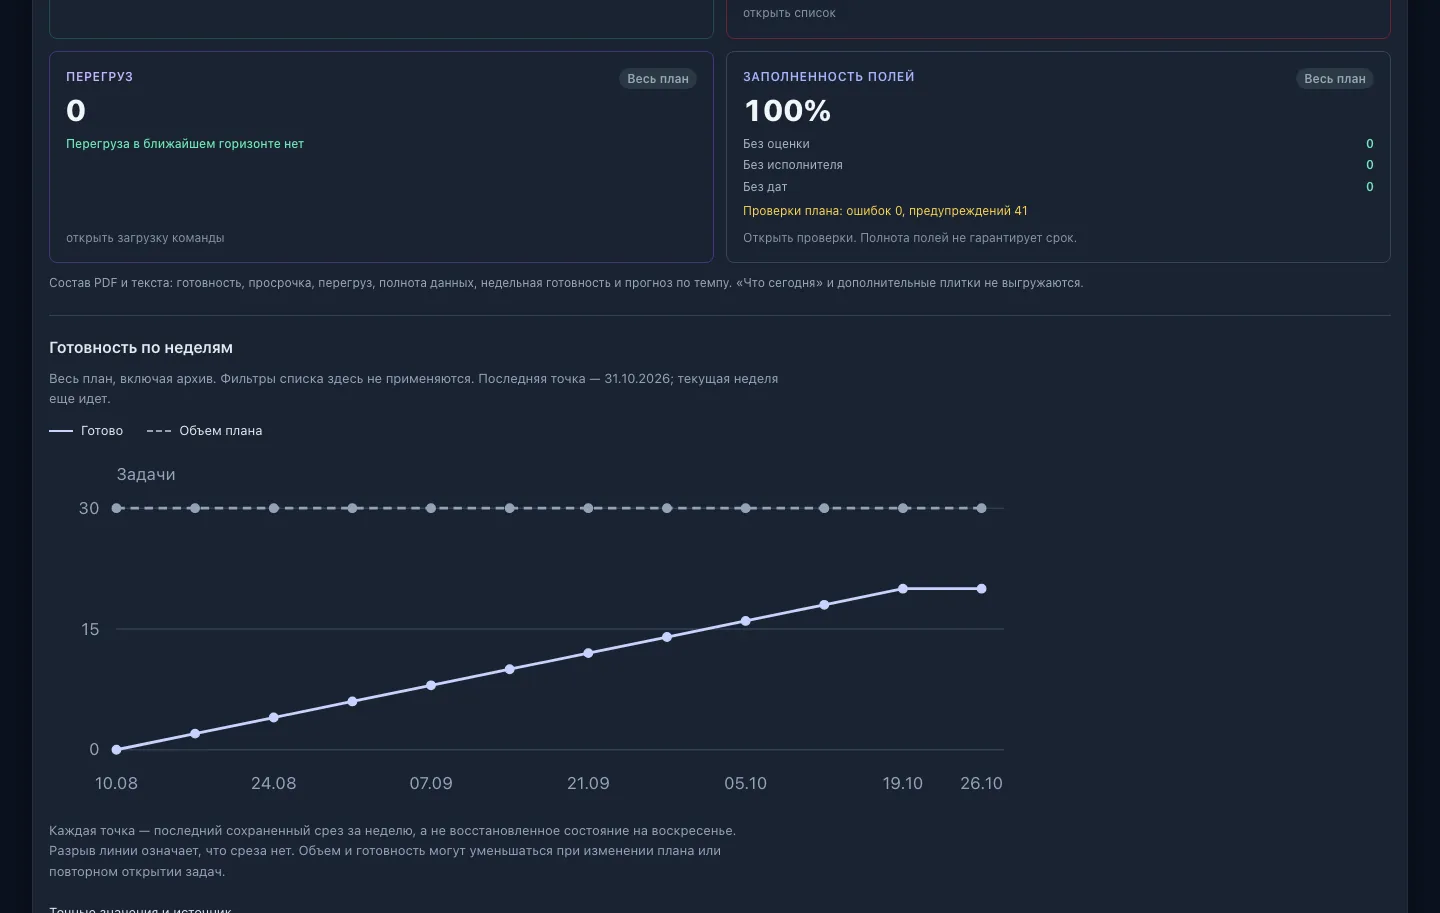 открыть список
ПЕРЕГРУЗ
Весь план
0
Перегруза в ближайшем горизонте нет
открыть загрузку команды
ЗАПОЛНЕННОСТЬ ПОЛЕЙ
Весь план
100%
Без оценки 0
Без исполнителя 0
Без дат 0
Проверки плана: ошибок 0, предупреждений 41
Открыть проверки. Полнота полей не гарантирует срок.
Состав PDF и текста: готовность, просрочка, перегруз, полнота данных, недельная готовность и прогноз по темпу. «Что сегодня» и дополнительные плитки не выгружаются.
Готовность по неделям
Весь план, включая архив. Фильтры списка здесь не применяются. Последняя точка — 31.10.2026; текущая неделя
еще идет.
Готово Объем плана
Задачи
30
15
0
10.08 24.08 07.09 21.09 05.10 19.10 26.10
Каждая точка — последний сохраненный срез за неделю, а не восстановленное состояние на воскресенье.
Разрыв линии означает, что среза нет. Объем и готовность могут уменьшаться при изменении плана или
повторном открытии задач.
Точные значения и источник